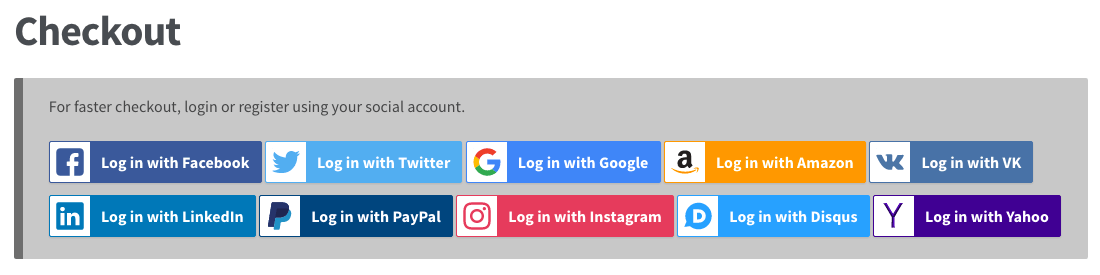 Checkout
For faster checkout, login or register using your social account.
Log in with Facebook Log in with Twitter Log in with Google Log in with Amazon Log in with VK
Log in with LinkedIn Log in with PayPal Log in with Instagram Log in with Disqus Log in with Yahoo